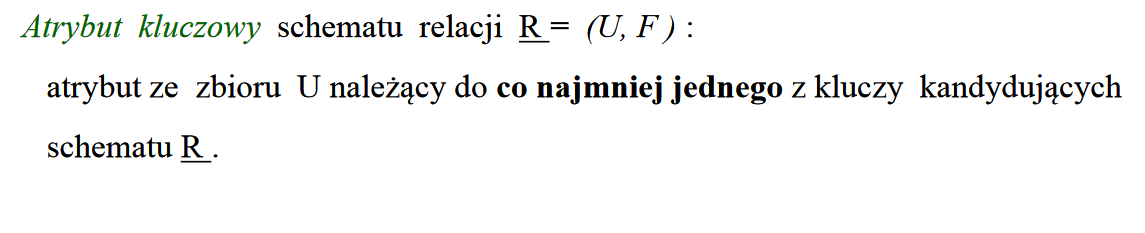 Atrybut kluczowy schematu relacji R = (U, F ) :
atrybut ze zbioru U należący do co najmniej jednego z kluczy kandydujących
schematu R .